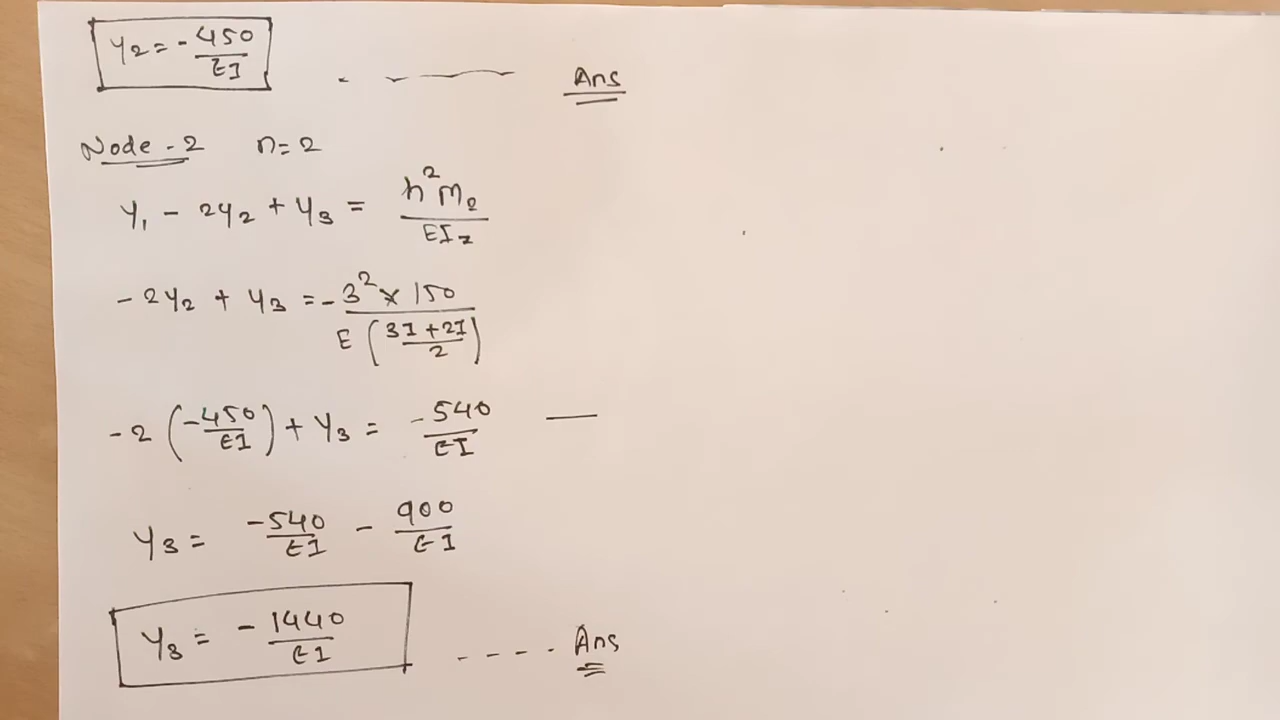 y₂ = - 450/EI
. ——— Ans
Node - 2 n = 2
y₁ - 2y₂ + y₃ = h²M₂/EI₂
- 2y₂ + y₃ = - 3² × 150 / E((3I + 2I)/2)
- 2(-450/EI) + y₃ = - 540/EI —
y₃ = - 540/EI - 900/EI
y₃ = - 1440/EI - - - - Ans